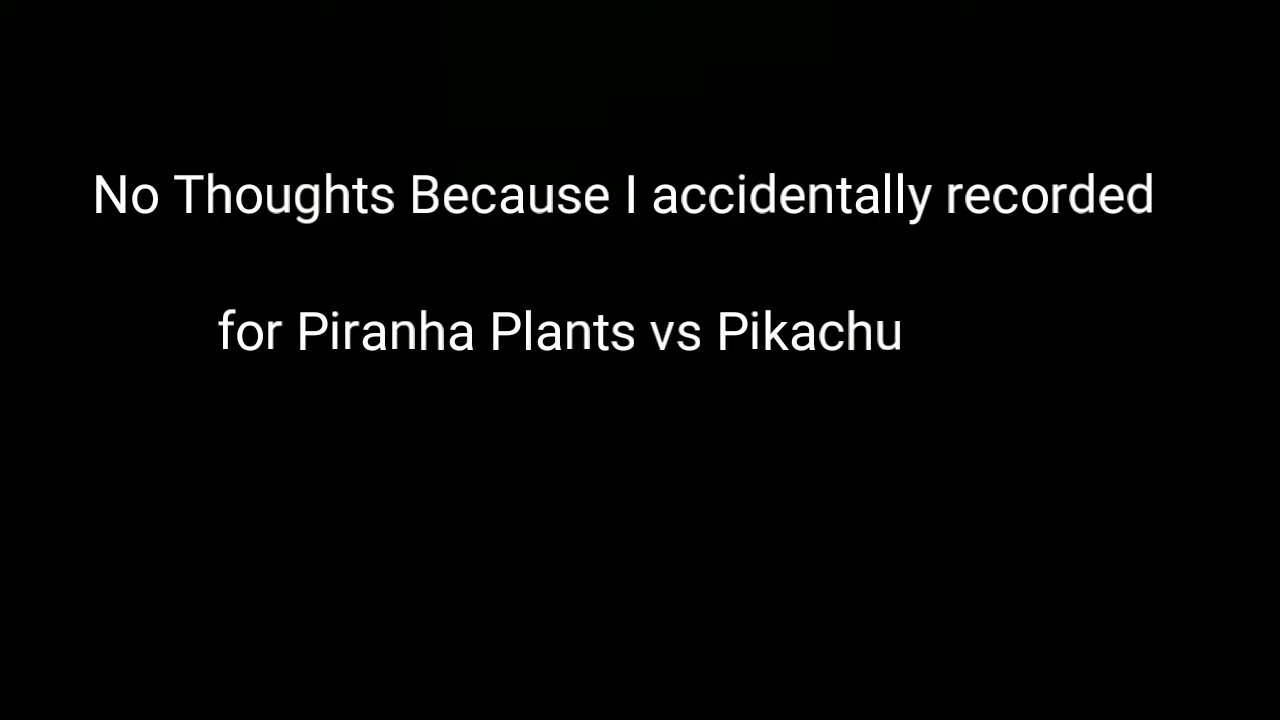 No Thoughts Because I accidentally recorded
for Piranha Plants vs Pikachu